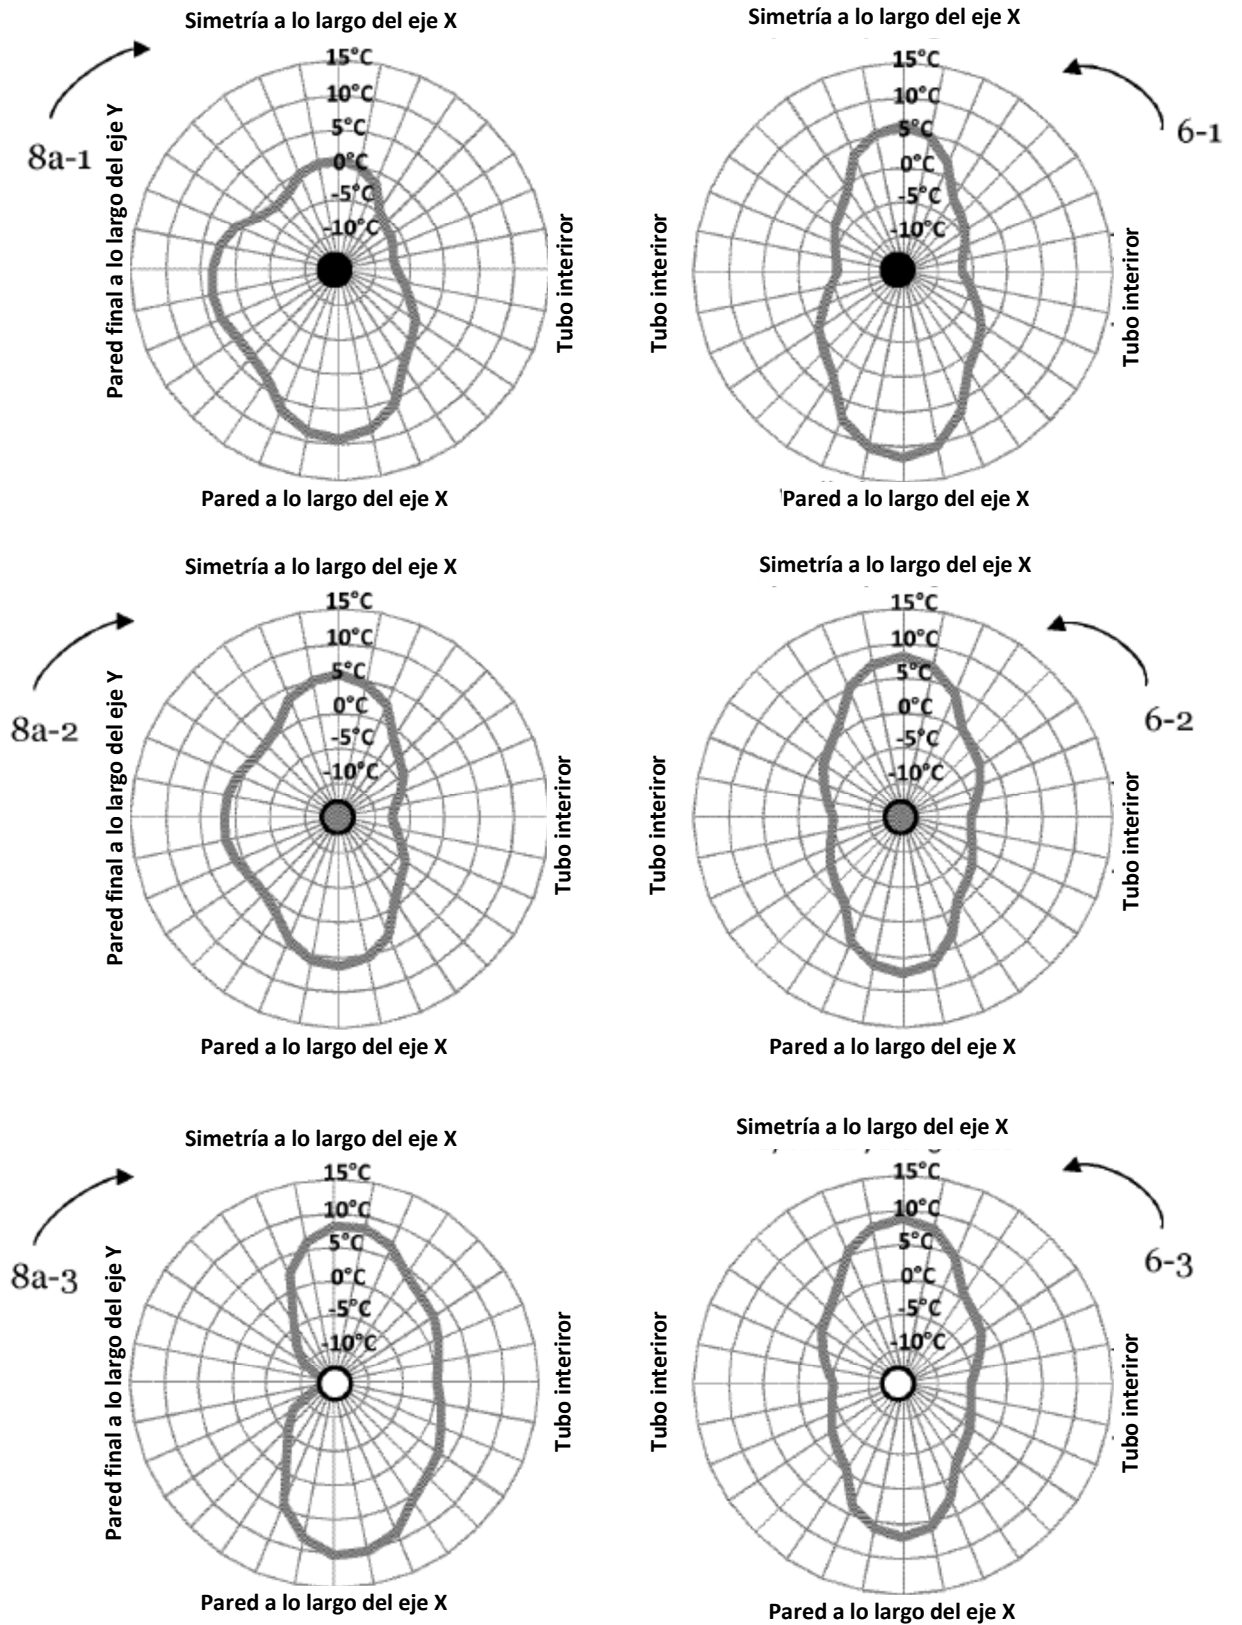 Simetría a lo largo del eje X
15°C
10°C
5°C
0°C
-5°C
-10°C
8a-1
Pared final a lo largo del eje Y
Tubo interiror
Pared a lo largo del eje X
Simetría a lo largo del eje X
15°C
10°C
5°C
0°C
-5°C
-10°C
6-1
Tubo interiror
Tubo interiror
Pared a lo largo del eje X
Simetría a lo largo del eje X
15°C
10°C
5°C
0°C
-5°C
-10°C
8a-2
Pared final a lo largo del eje Y
Tubo interiror
Pared a lo largo del eje X
Simetría a lo largo del eje X
15°C
10°C
5°C
0°C
-5°C
-10°C
6-2
Tubo interiror
Tubo interiror
Pared a lo largo del eje X
Simetría a lo largo del eje X
15°C
10°C
5°C
0°C
-5°C
-10°C
8a-3
Pared final a lo largo del eje Y
Tubo interiror
Pared a lo largo del eje X
Simetría a lo largo del eje X
15°C
10°C
5°C
0°C
-5°C
-10°C
6-3
Tubo interiror
Tubo interiror
Pared a lo largo del eje X